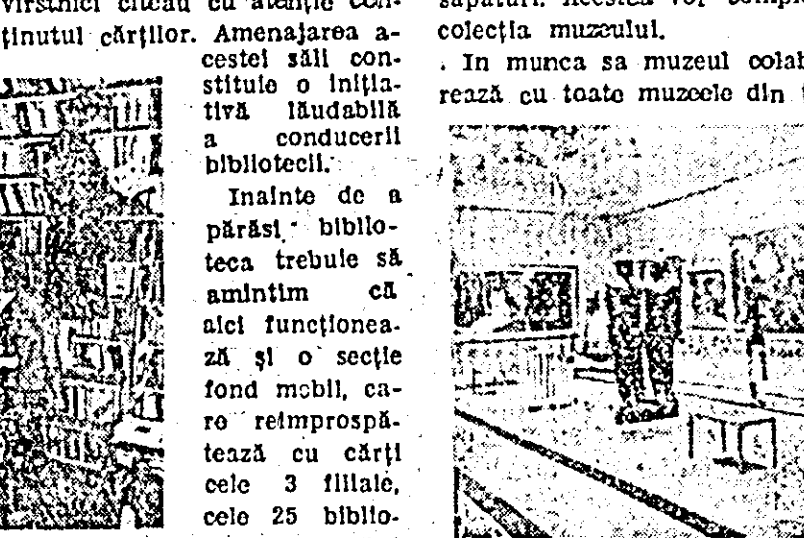 vîrstnici citeau cu atenție con-
ținutul cărților. Amenajarea a-
cestei săli con-
stituie o iniția-
tivă lăudabilă
a conducerii
bibliotecii.
Inainte de a
părăsi biblio-
teca trebuie să
amintim că
aici funcționea-
ză și o secție
fond mobil, ca-
re reîmprospă-
tează cu cărți
cele 3 filiale,
cele 25 biblio-
săpături. Acestea vor
colecția muzeului.
In munca sa muzeul colab
rează cu toate muzeele din